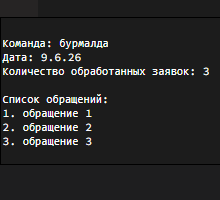 Команда: бурмалда
Дата: 9.6.26
Количество обработанных заявок: 3

Список обращений:
1. обращение 1
2. обращение 2
3. обращение 3